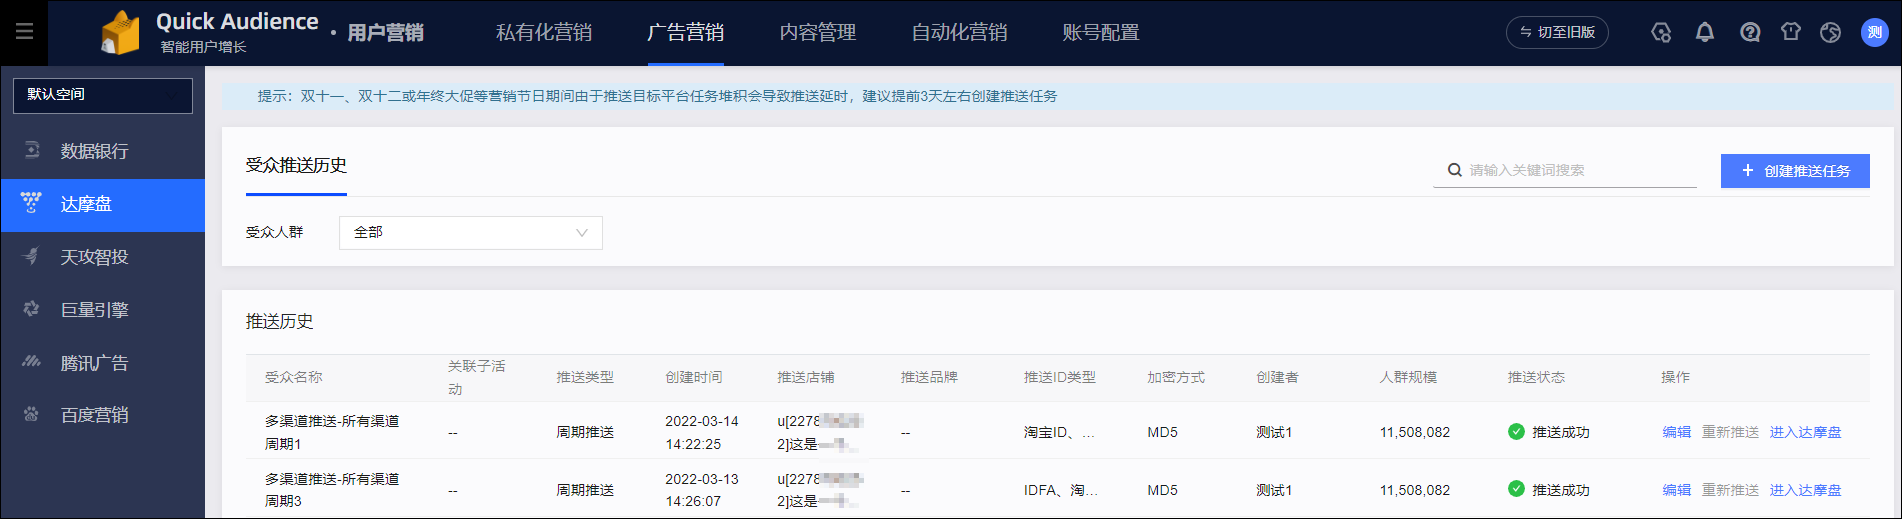 Quick Audience
智能用户增长
· 用户营销
私有化营销
广告营销
内容管理
自动化营销
账号配置
切至旧版
测
默认空间
数据银行
达摩盘
天攻智投
巨量引擎
腾讯广告
百度营销
提示：双十一、双十二或年终大促等营销节日期间由于推送目标平台任务堆积会导致推送延时，建议提前3天左右创建推送任务
受众推送历史
请输入关键词搜索
+ 创建推送任务
受众人群
全部
推送历史
受众名称
关联子活
动
推送类型
创建时间
推送店铺
推送品牌
推送ID类型
加密方式
创建者
人群规模
推送状态
操作
多渠道推送-所有渠道
周期1
--
周期推送
2022-03-14
14:22:25
u[2278
2]这是
--
淘宝ID、...
MD5
测试1
11,508,082
推送成功
编辑 重新推送 进入达摩盘
多渠道推送-所有渠道
周期3
--
周期推送
2022-03-13
14:26:07
u[2278
2]这是
--
IDFA、淘...
MD5
测试1
11,508,082
推送成功
编辑 重新推送 进入达摩盘